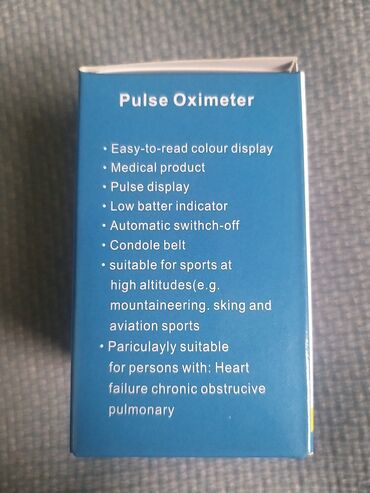 Pulse Oximeter
• Easy-to-read colour display
• Medical product
• Pulse display
• Low batter indicator
• Automatic swithch-off
• Condole belt
• suitable for sports at
high altitudes(e.g.
mountaineering. sking and
aviation sports
• Pariculayly suitable
for persons with: Heart
failure chronic obstrucive
pulmonary